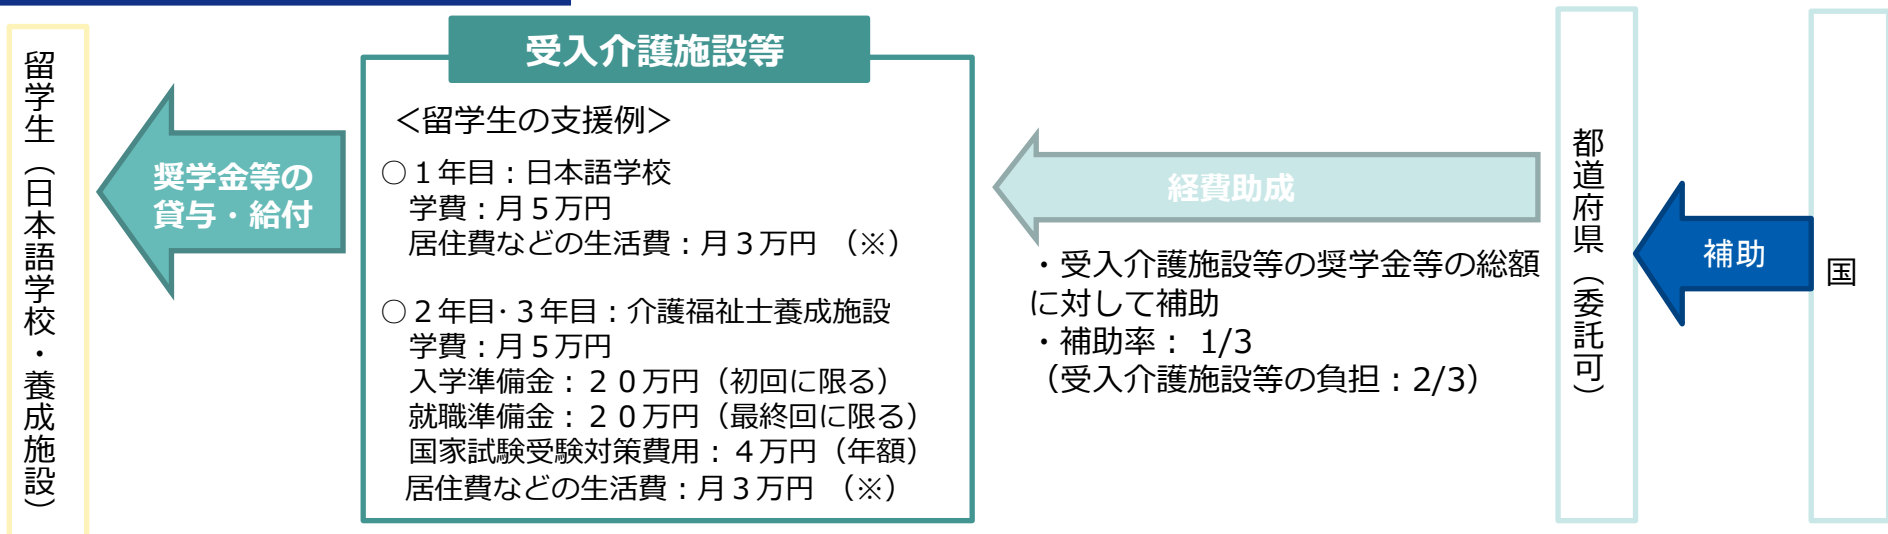 留学生（日本語学校・養成施設）
奨学金等の
貸与・給付
受入介護施設等
＜留学生の支援例＞
○１年目：日本語学校
学費：月５万円
居住費などの生活費：月３万円 （※）
○２年目･３年目：介護福祉士養成施設
学費：月５万円
入学準備金：２０万円（初回に限る）
就職準備金：２０万円（最終回に限る）
国家試験受験対策費用：４万円（年額）
居住費などの生活費：月３万円 （※）
経費助成
・受入介護施設等の奨学金等の総額
に対して補助
・補助率： 1/3
（受入介護施設等の負担：2/3）
都道府県（委託可）
補助
国